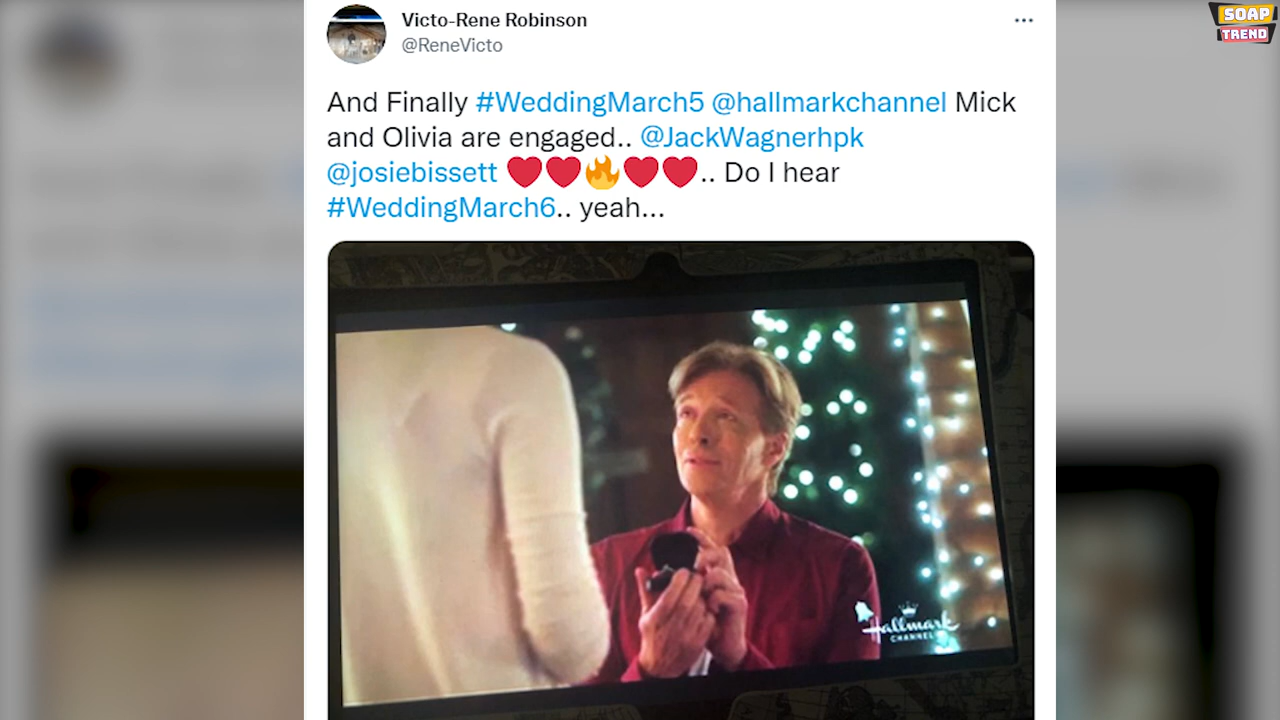 SOAP
TREND
Victo-Rene Robinson
@ReneVicto
And Finally #WeddingMarch5 @hallmarkchannel Mick
and Olivia are engaged.. @JackWagnerhpk
@josiebissett ❤️❤️🔥❤️❤️.. Do I hear
#WeddingMarch6.. yeah...
Hallmark
CHANNEL